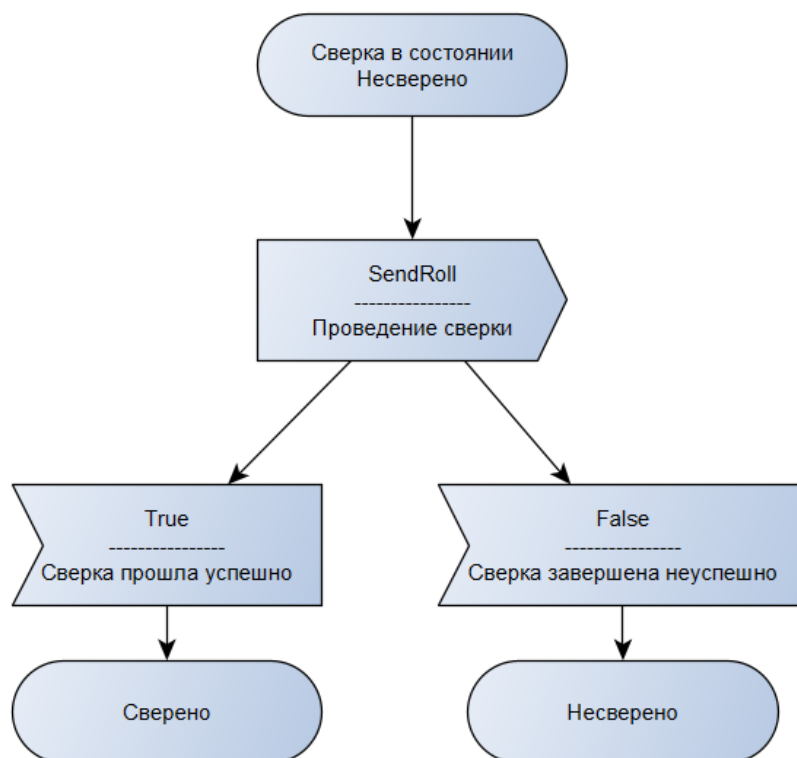 Сверка в состоянии
Несверено
SendRoll
----------------
Проведение сверки
True
----------------
Сверка прошла успешно
False
----------------
Сверка завершена неуспешно
Сверено
Несверено